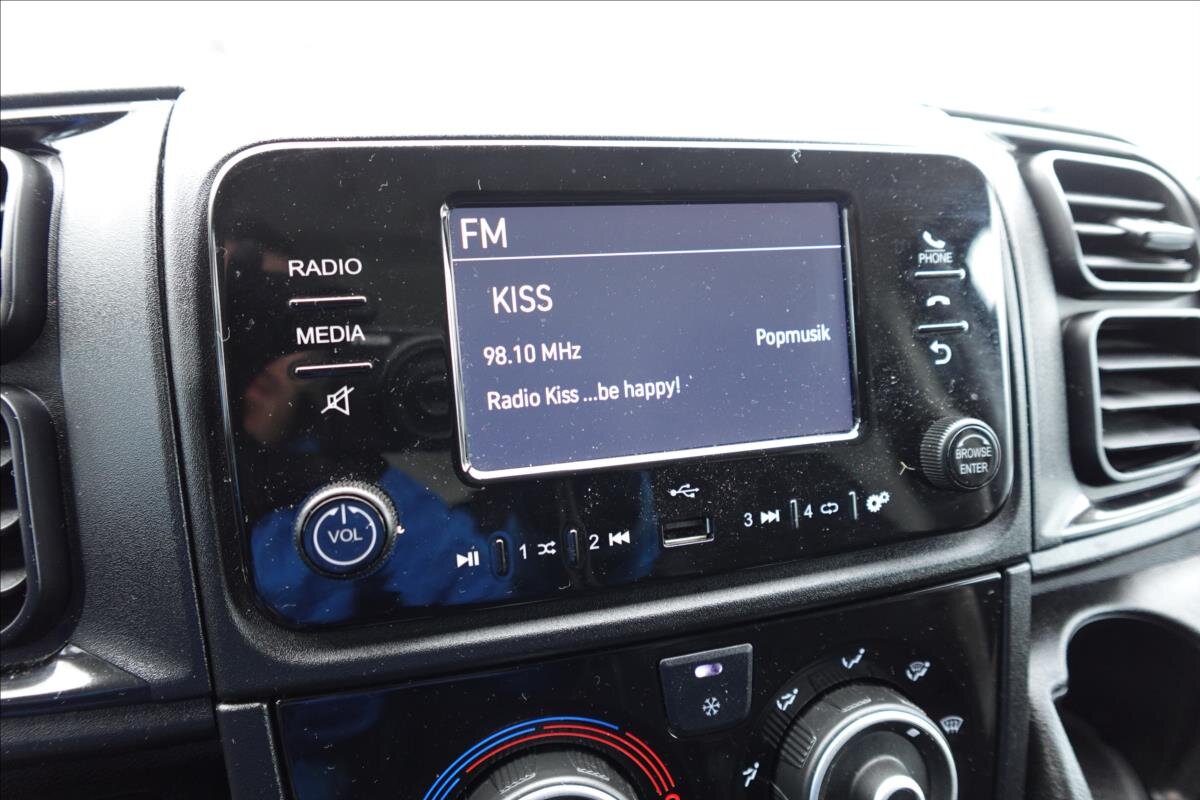 FM
KISS
98.10 MHz
Popmusik
Radio Kiss ...be happy!
RADIO
MEDIA
VOL
1
2
3
4
PHONE
BROWSE
ENTER